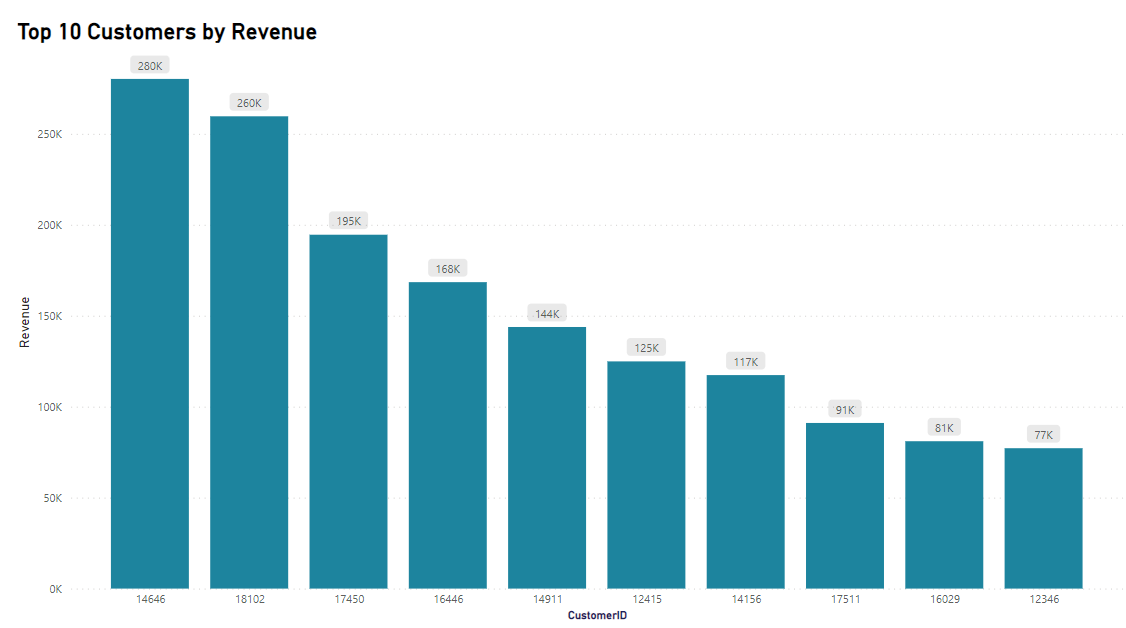 Top 10 Customers by Revenue
280K
260K
250K
200K
195K
168K
Revenue
150K
144K
125K
117K
100K
91K
81K
77K
50K
0K
14646 18102 17450 16446 14911 12415 14156 17511 16029 12346
CustomerID